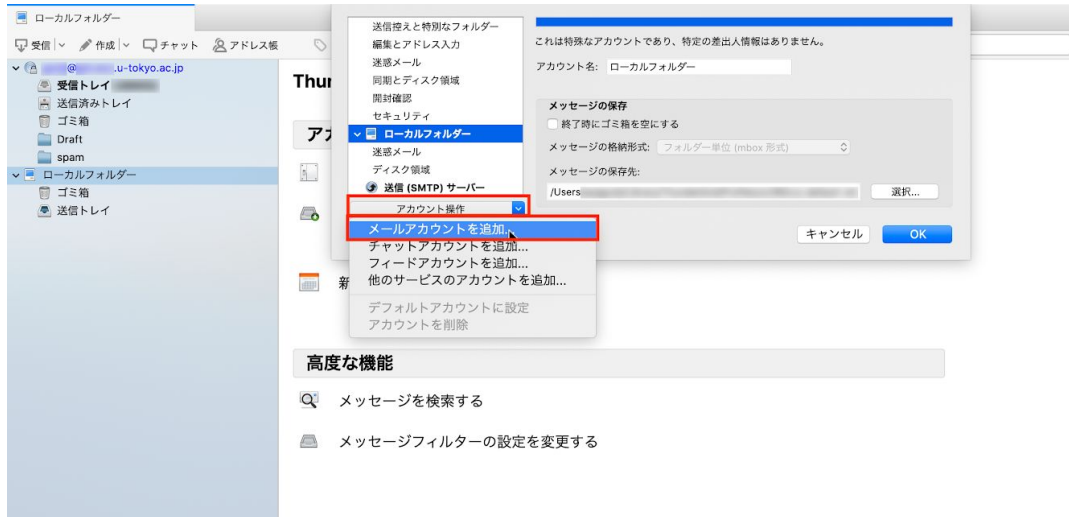 ローカルフォルダー
受信 作成 チャット アドレス帳
@ .u-tokyo.ac.jp
受信トレイ
送信済みトレイ
ゴミ箱
Draft
spam
ローカルフォルダー
ゴミ箱
送信トレイ
Thun
アカ
新
高度な機能
メッセージを検索する
メッセージフィルターの設定を変更する
送信控えと特別なフォルダー
編集とアドレス入力
迷惑メール
同期とディスク領域
開封確認
セキュリティ
ローカルフォルダー
迷惑メール
ディスク領域
送信 (SMTP) サーバー
アカウント操作
メールアカウントを追加...
チャットアカウントを追加...
フィードアカウントを追加...
他のサービスのアカウントを追加...
デフォルトアカウントに設定
アカウントを削除
これは特殊なアカウントであり、特定の差出人情報はありません。
アカウント名: ローカルフォルダー
メッセージの保存
終了時にゴミ箱を空にする
メッセージの格納形式: フォルダー単位 (mbox 形式)
メッセージの保存先:
/Users 選択...
キャンセル OK